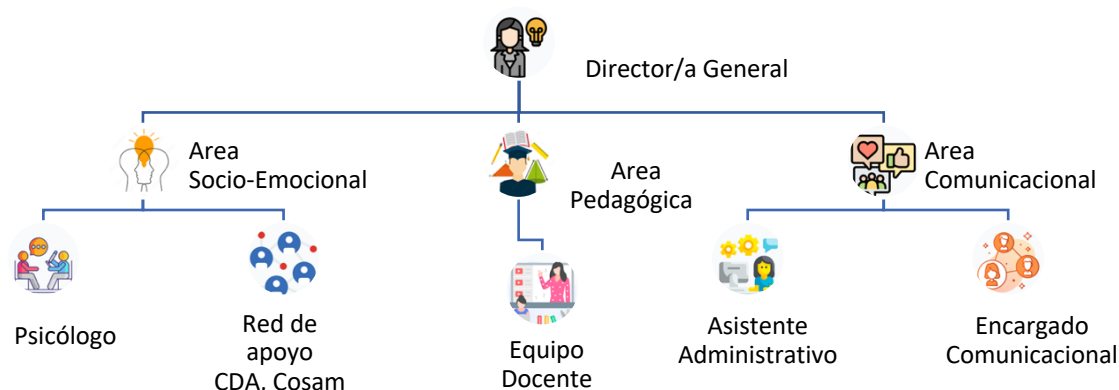 Director/a General
Area
Socio-Emocional
Area
Pedagógica
Area
Comunicacional
Psicólogo
Red de
apoyo
CDA. Cosam
Equipo
Docente
Asistente
Administrativo
Encargado
Comunicacional